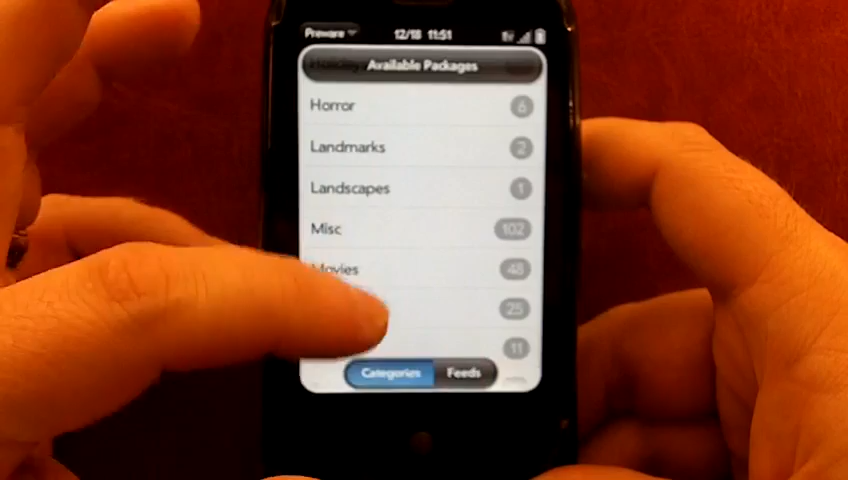 Preware 12/18 11:51
Available Packages
Horror 6
Landmarks 2
Landscapes 1
Misc 102
Movies 48
25
11
Categories Feeds